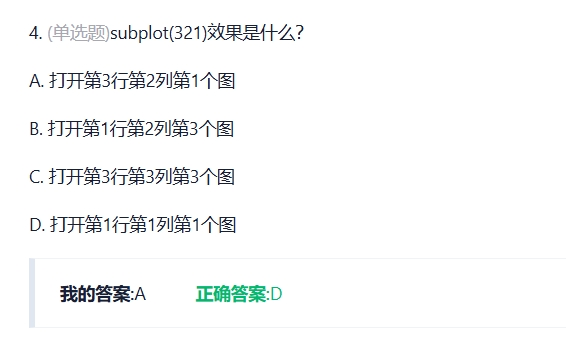 4. (单选题)subplot(321)效果是什么?
A. 打开第3行第2列第1个图
B. 打开第1行第2列第3个图
C. 打开第3行第3列第3个图
D. 打开第1行第1列第1个图
我的答案:A 正确答案:D